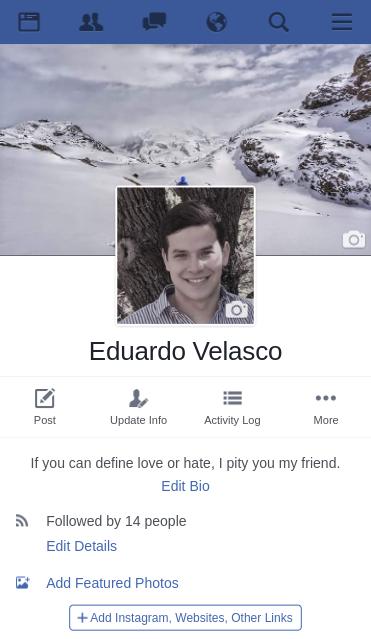 Eduardo Velasco
Post
Update Info
Activity Log
More
If you can define love or hate, I pity you my friend.
Edit Bio
Followed by 14 people
Edit Details
Add Featured Photos
+ Add Instagram, Websites, Other Links